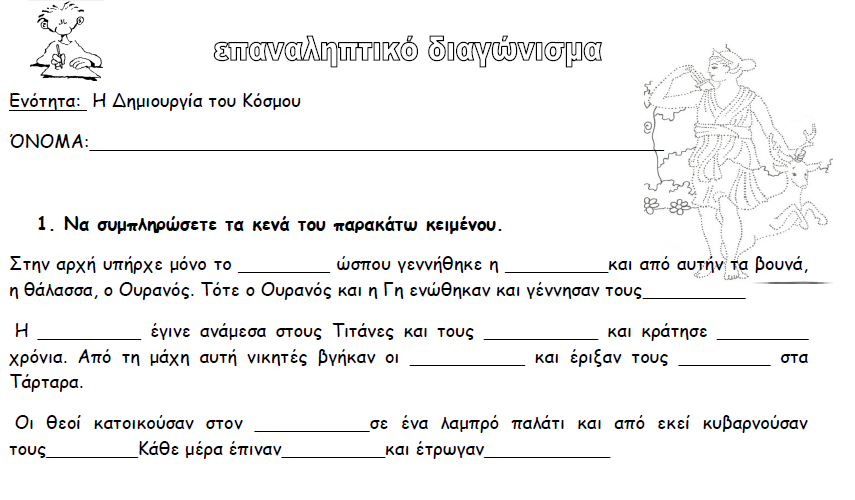 επαναληπτικό διαγώνισμα
Ενότητα: Η Δημιουργία του Κόσμου
ΌΝΟΜΑ:_______________________________________________
1. Να συμπληρώσετε τα κενά του παρακάτω κειμένου.
Στην αρχή υπήρχε μόνο το _________ ώσπου γεννήθηκε η __________και από αυτήν τα βουνά,
η θάλασσα, ο Ουρανός. Τότε ο Ουρανός και η Γη ενώθηκαν και γέννησαν τους__________
Η __________ έγινε ανάμεσα στους Τιτάνες και τους ___________ και κράτησε _________
χρόνια. Από τη μάχη αυτή νικητές βγήκαν οι ___________ και έριξαν τους _________ στα
Τάρταρα.
Οι θεοί κατοικούσαν στον ___________σε ένα λαμπρό παλάτι και από εκεί κυβαρνούσαν
τους_________Κάθε μέρα έπιναν__________και έτρωγαν____________